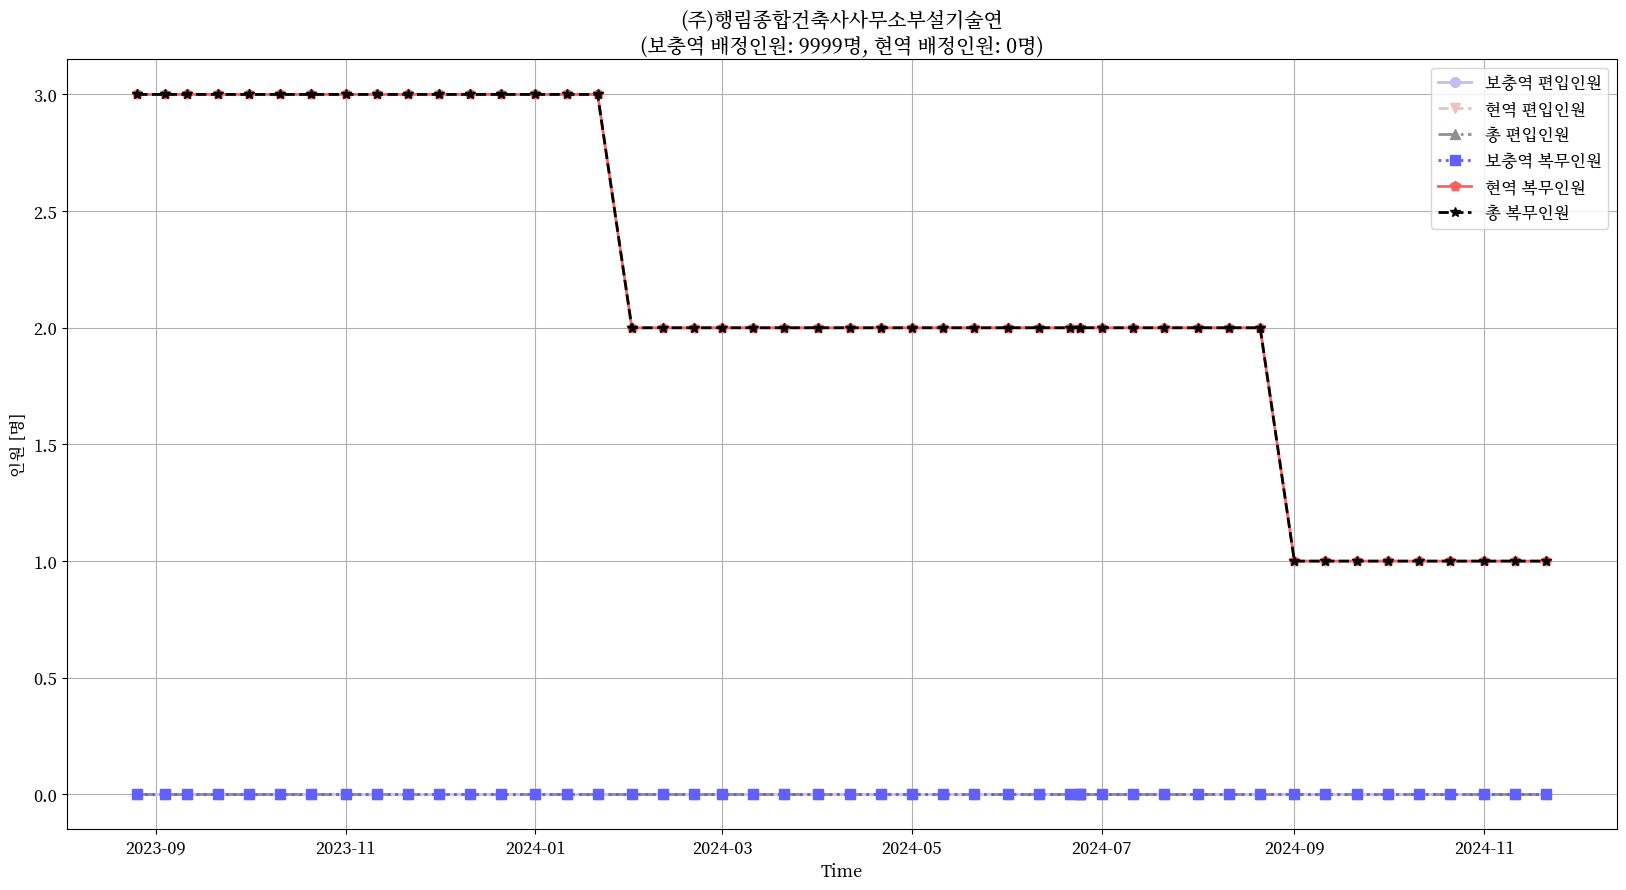 (주)행림종합건축사사무소부설기술연
(보충역 배정인원: 9999명, 현역 배정인원: 0명)
보충역 편입인원
현역 편입인원
총 편입인원
보충역 복무인원
현역 복무인원
총 복무인원
인원 [명]
3.0
2.5
2.0
1.5
1.0
0.5
0.0
2023-09
2023-11
2024-01
2024-03
2024-05
2024-07
2024-09
2024-11
Time